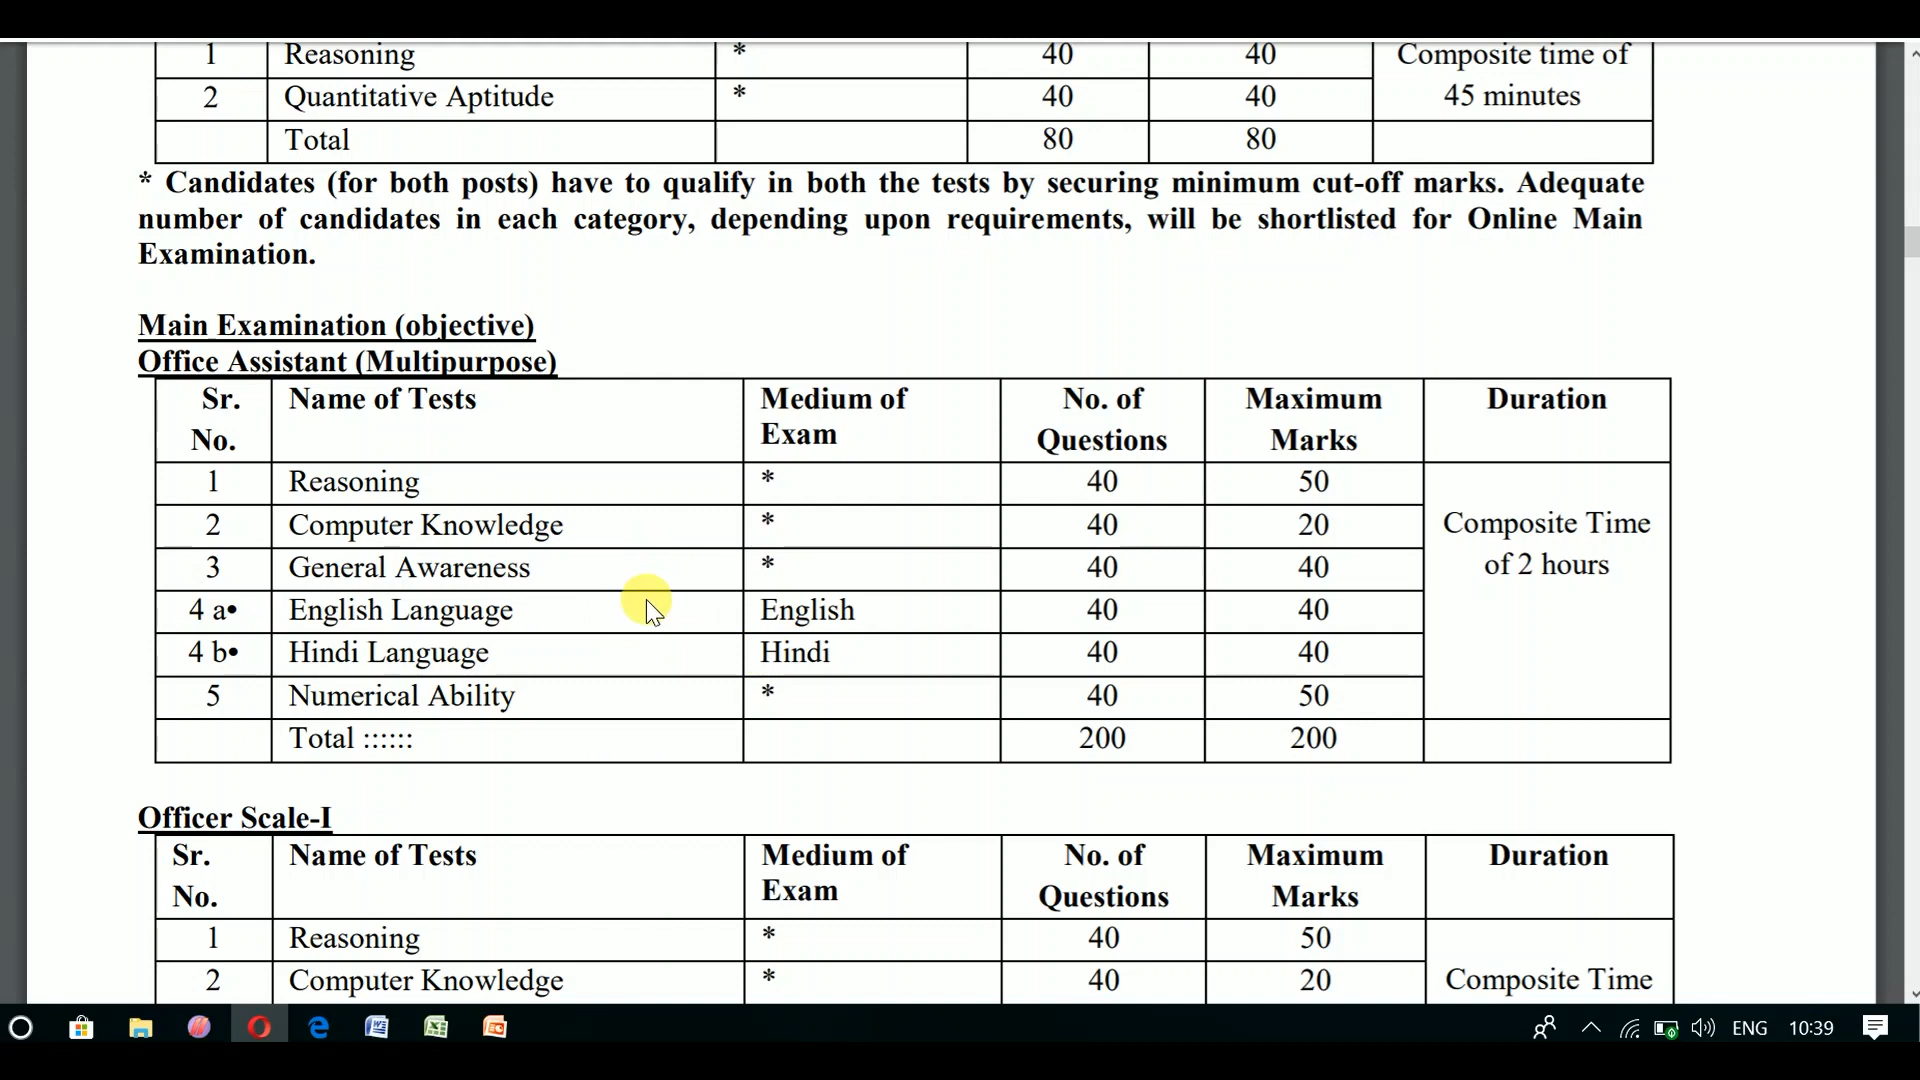 1 Reasoning * 40 40 Composite time of
2 Quantitative Aptitude * 40 40 45 minutes
Total 80 80
* Candidates (for both posts) have to qualify in both the tests by securing minimum cut-off marks. Adequate
number of candidates in each category, depending upon requirements, will be shortlisted for Online Main
Examination.
Main Examination (objective)
Office Assistant (Multipurpose)
Sr. Name of Tests Medium of No. of Maximum Duration
No. Exam Questions Marks
1 Reasoning * 40 50
2 Computer Knowledge * 40 20 Composite Time
3 General Awareness * 40 40 of 2 hours
4 a• English Language English 40 40
4 b• Hindi Language Hindi 40 40
5 Numerical Ability * 40 50
Total :::::: 200 200
Officer Scale-I
Sr. Name of Tests Medium of No. of Maximum Duration
No. Exam Questions Marks
1 Reasoning * 40 50
2 Computer Knowledge * 40 20 Composite Time
ENG 10:39